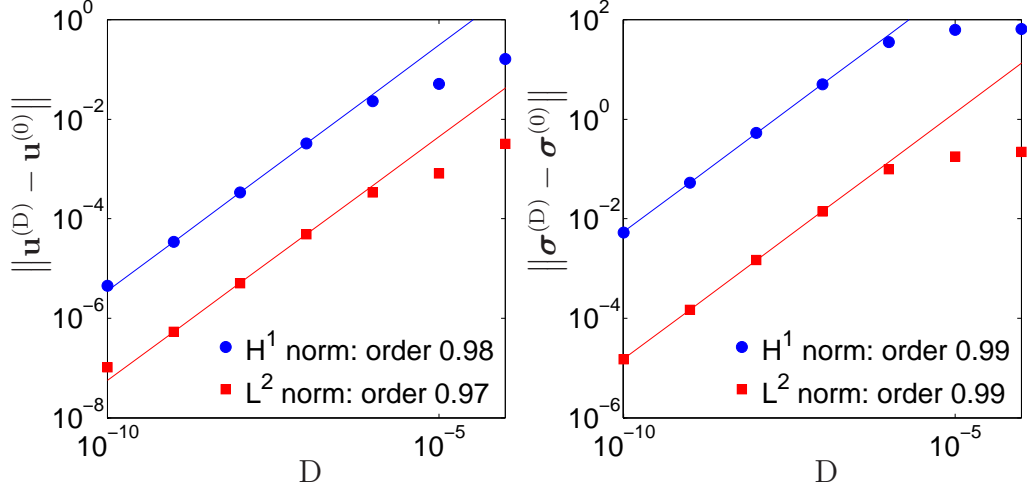 10^0
10^−2
10^−4
10^−6
10^−8
10^−10
10^−5
D
‖u^(D) − u^(0)‖
H^1 norm: order 0.98
L^2 norm: order 0.97
10^2
10^0
10^−2
10^−4
10^−6
10^−10
10^−5
D
‖σ^(D) − σ^(0)‖
H^1 norm: order 0.99
L^2 norm: order 0.99